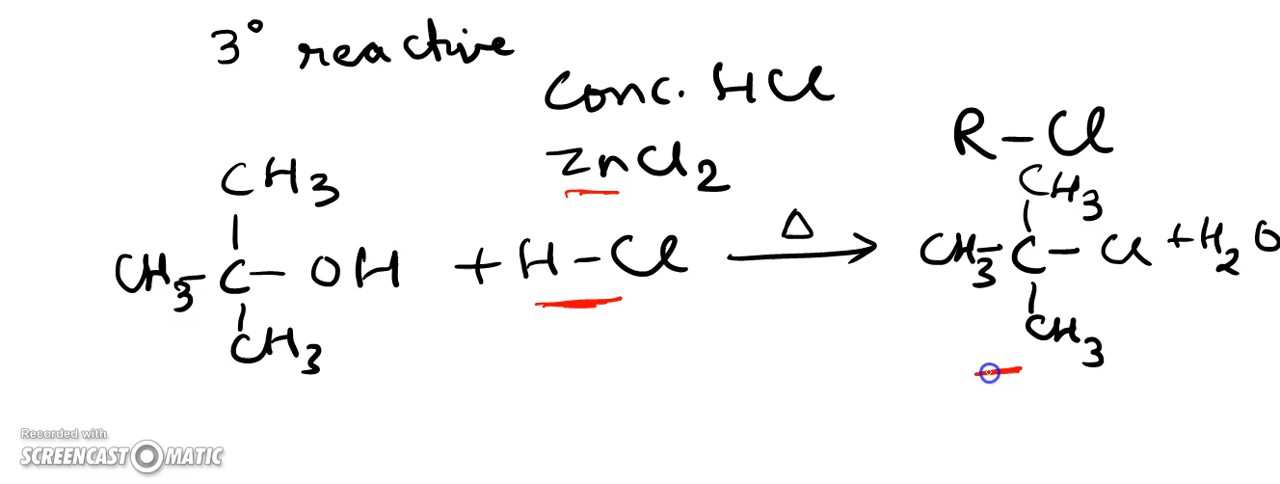 3° reactive
Conc. HCl
ZnCl2
R-Cl
CH3
CH3-C-OH + H-Cl
CH3
Δ
CH3
CH3-C-Cl + H2O
CH3
Recorded with
SCREENCAST-O-MATIC